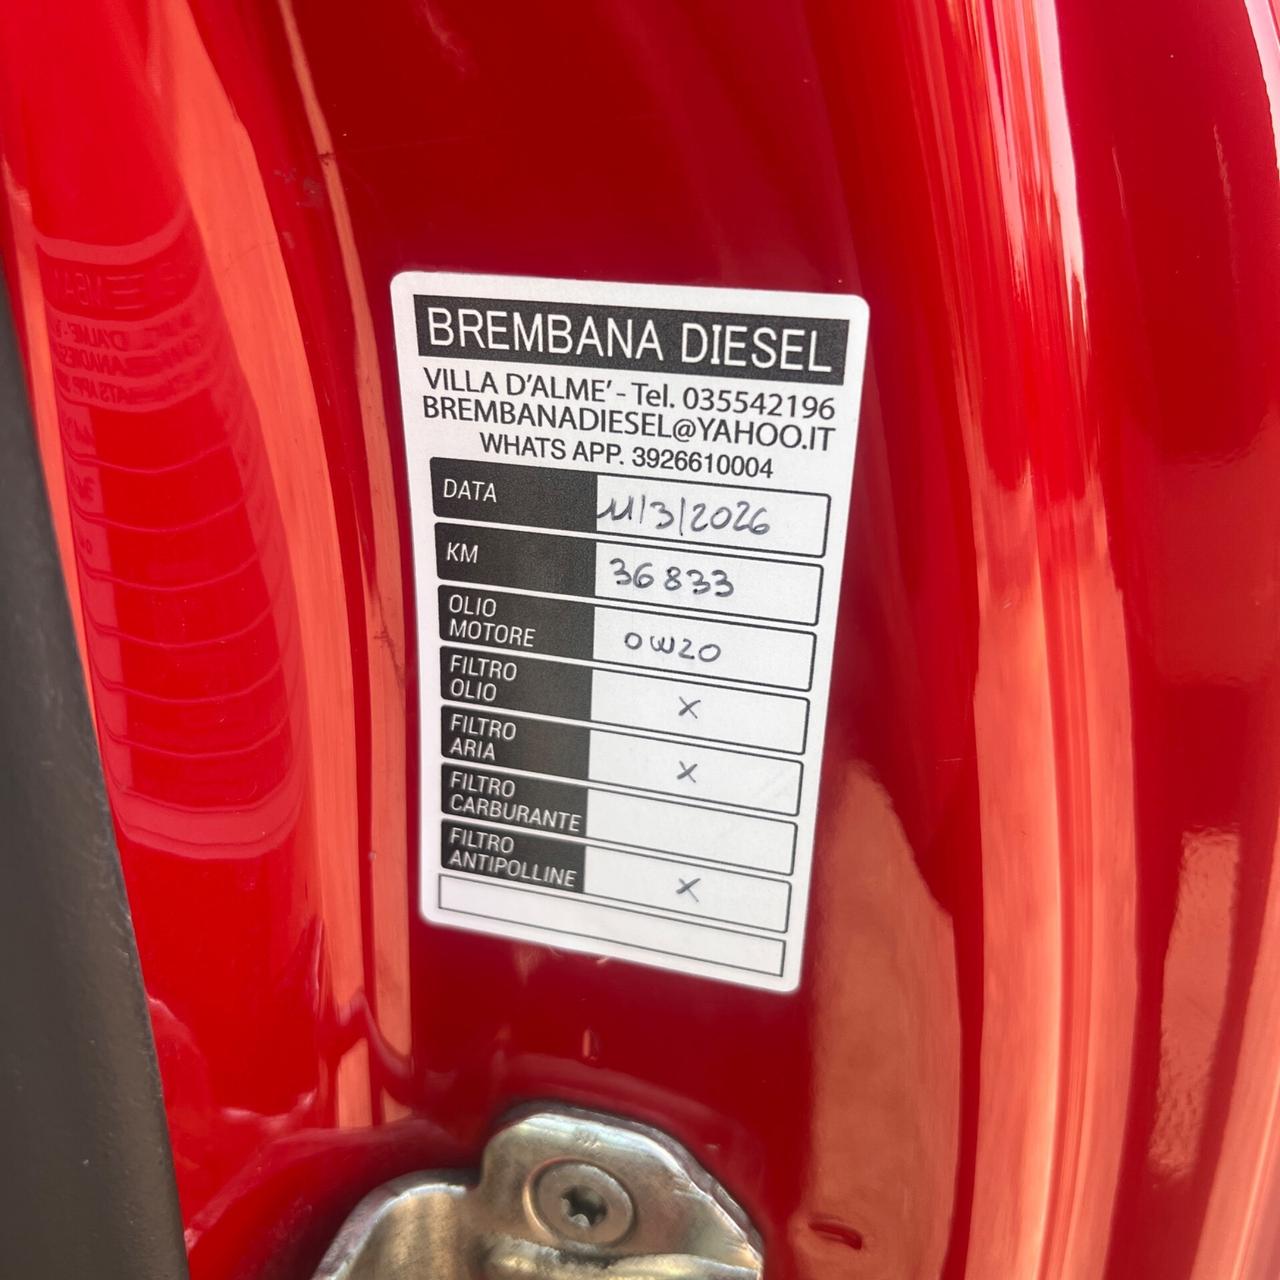 BREMBANA DIESEL
VILLA D'ALME' - Tel. 035542196
BREMBANADIESEL@YAHOO.IT
WHATS APP. 3926610004
DATA 11/3/2026
KM 36833
OLIO
MOTORE 0W20
FILTRO
OLIO X
FILTRO
ARIA X
FILTRO
CARBURANTE
FILTRO
ANTIPOLLINE X